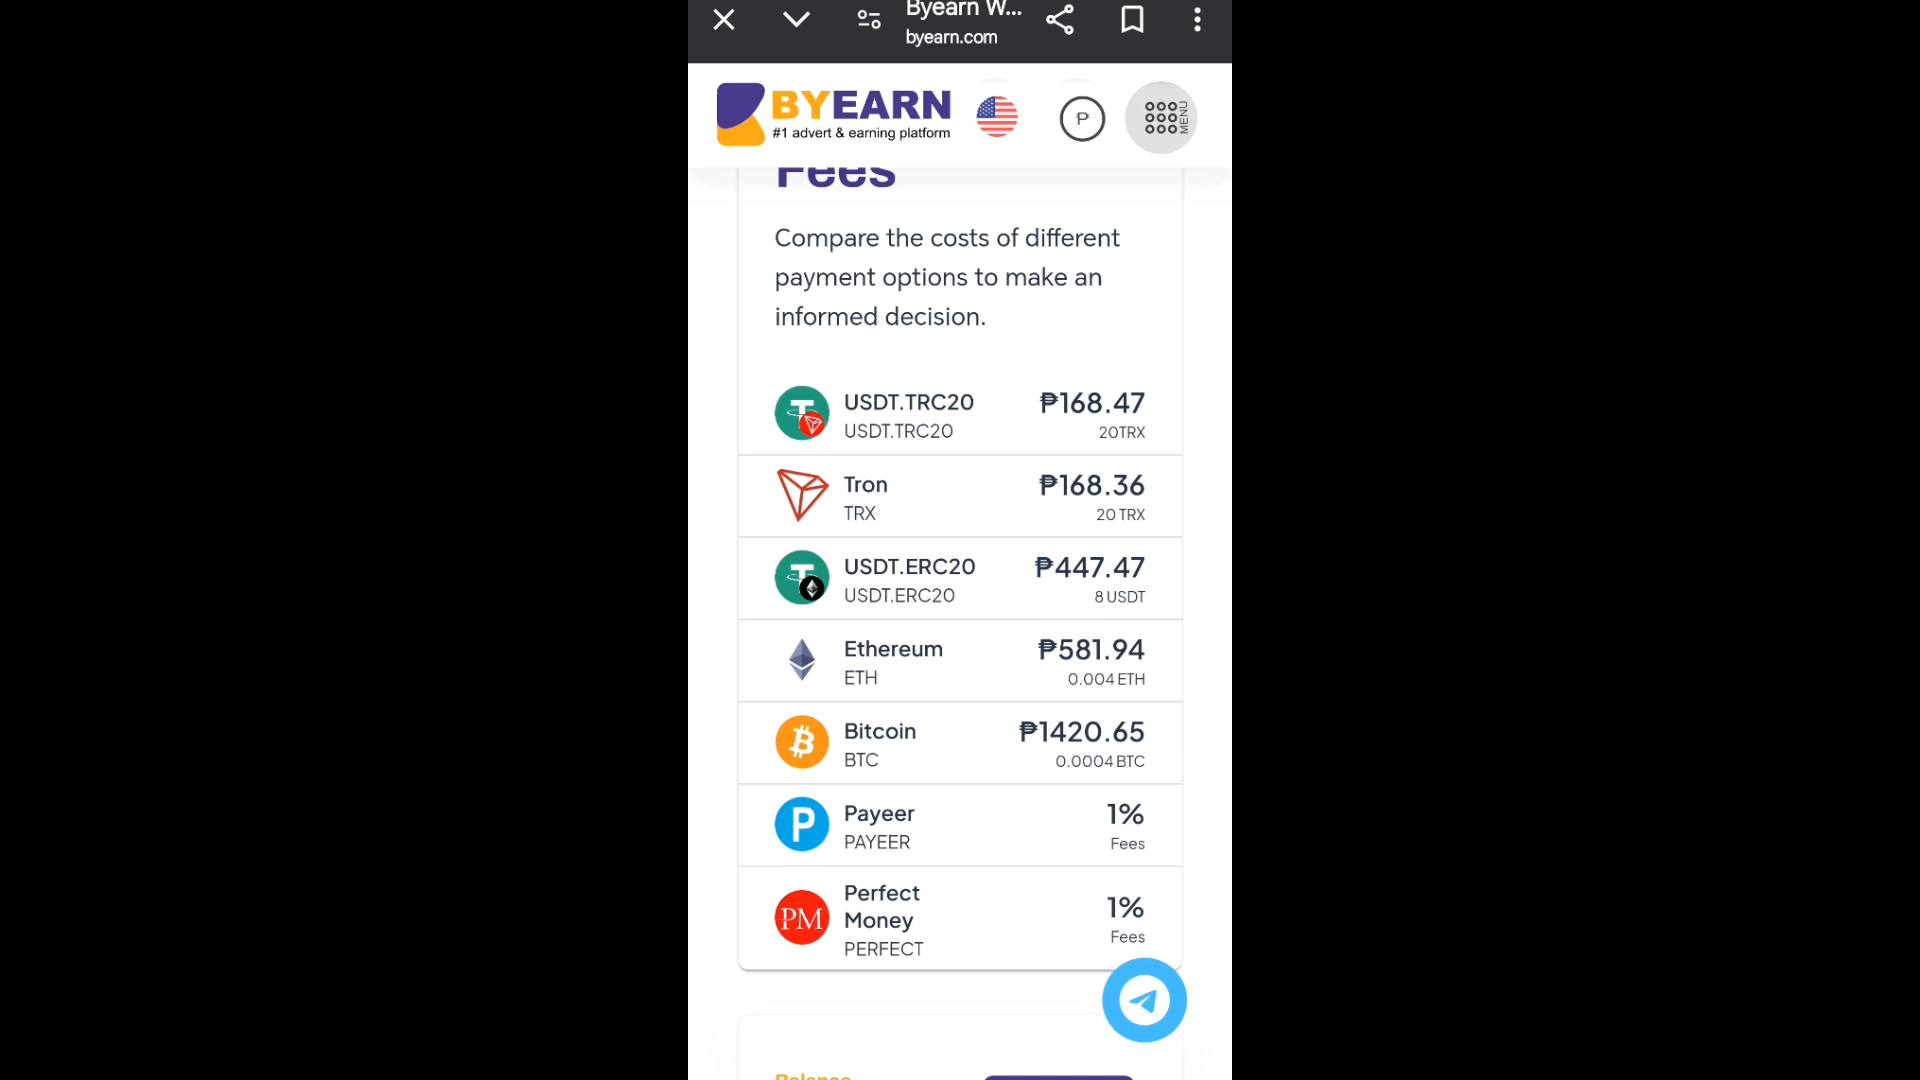 Byearn W...
byearn.com
BYEARN
#1 advert & earning platform
₱
MENU
Fees
Compare the costs of different
payment options to make an
informed decision.
USDT.TRC20
₱168.47
USDT.TRC20
20TRX
Tron
₱168.36
TRX
20 TRX
USDT.ERC20
₱447.47
USDT.ERC20
8 USDT
Ethereum
₱581.94
ETH
0.004 ETH
Bitcoin
₱1420.65
BTC
0.0004 BTC
Payeer
1%
PAYEER
Fees
PM
Perfect
Money
1%
PERFECT
Fees
Balance